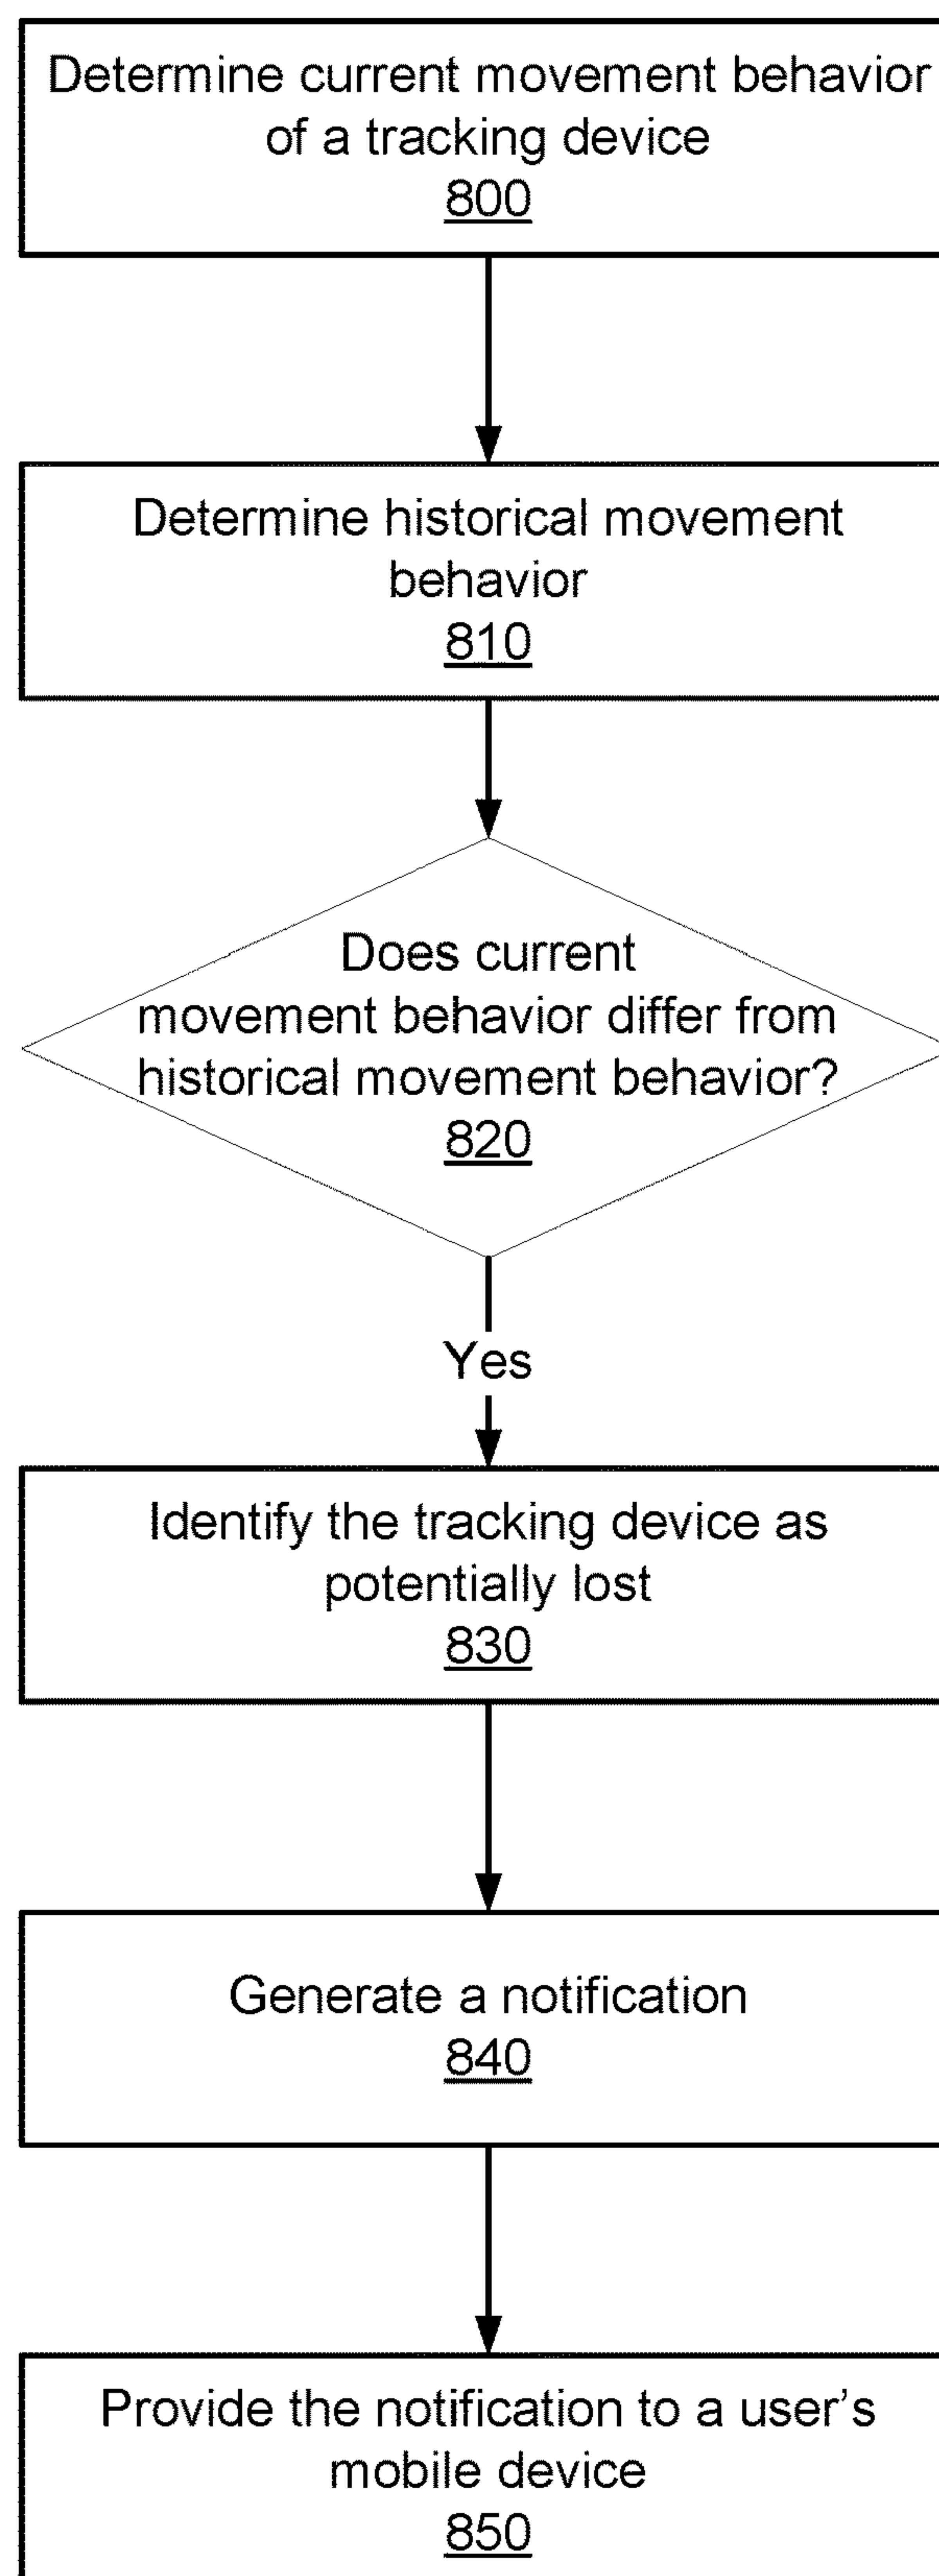 Determine current movement behavior
of a tracking device
800
Determine historical movement
behavior
810
Does current
movement behavior differ from
historical movement behavior?
820
Yes
Identify the tracking device as
potentially lost
830
Generate a notification
840
Provide the notification to a user's
mobile device
850